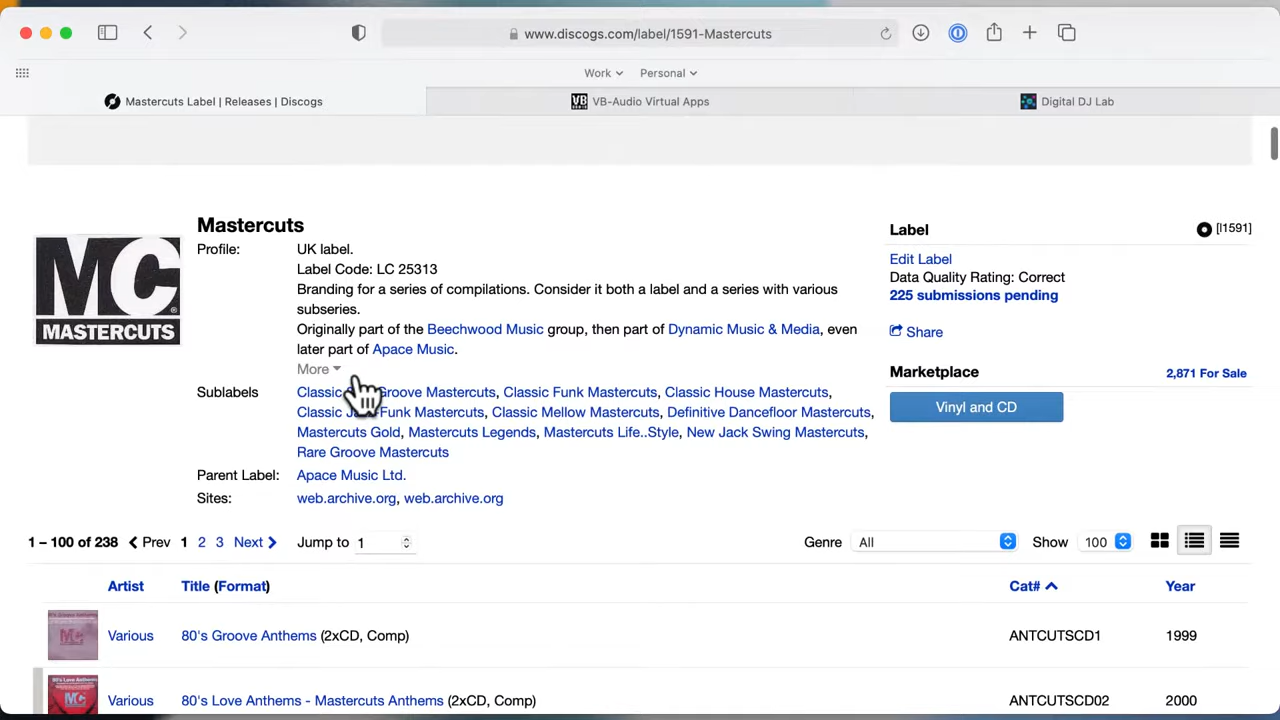 www.discogs.com/label/1591-Mastercuts
Work Personal
Mastercuts Label | Releases | Discogs
VB VB-Audio Virtual Apps
Digital DJ Lab
Mastercuts
Profile: UK label.
Label Code: LC 25313
Branding for a series of compilations. Consider it both a label and a series with various
subseries.
Originally part of the Beechwood Music group, then part of Dynamic Music & Media, even
later part of Apace Music.
More
MC®
MASTERCUTS
Sublabels Classic Groove Mastercuts, Classic Funk Mastercuts, Classic House Mastercuts,
Classic Funk Mastercuts, Classic Mellow Mastercuts, Definitive Dancefloor Mastercuts,
Mastercuts Gold, Mastercuts Legends, Mastercuts Life..Style, New Jack Swing Mastercuts,
Rare Groove Mastercuts
Parent Label: Apace Music Ltd.
Sites: web.archive.org, web.archive.org
Label [l1591]
Edit Label
Data Quality Rating: Correct
225 submissions pending
Share
Marketplace 2,871 For Sale
Vinyl and CD
1 – 100 of 238 Prev 1 2 3 Next Jump to 1 Genre All Show 100
Artist Title (Format) Cat# Year
MC Various 80's Groove Anthems (2xCD, Comp) ANTCUTSCD1 1999
MC Various 80's Love Anthems - Mastercuts Anthems (2xCD, Comp) ANTCUTSCD02 2000